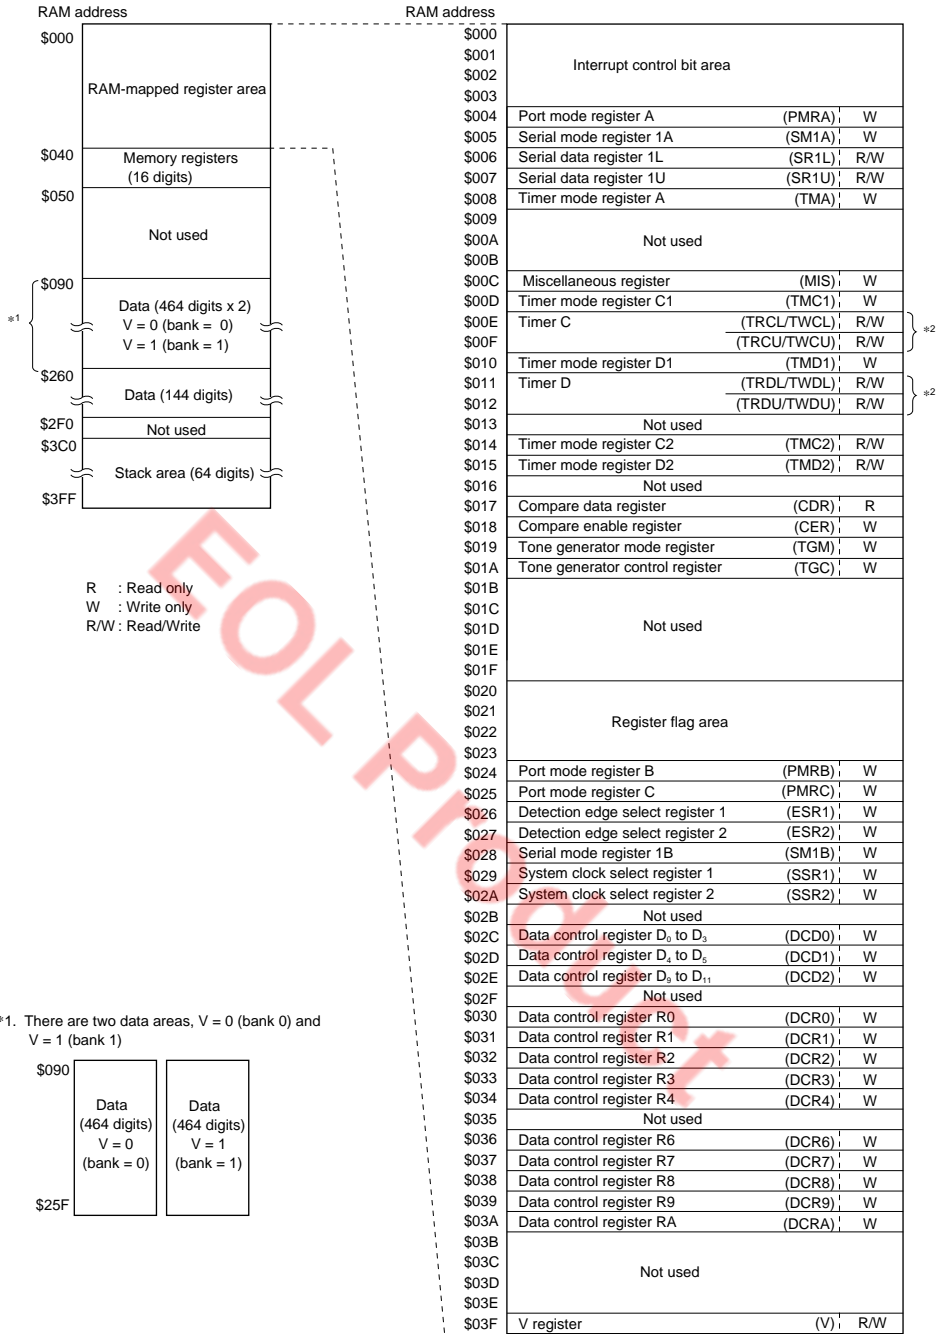 RAM address
$000
RAM-mapped register area
$040
Memory registers
(16 digits)
$050
Not used
$090
*1
Data (464 digits x 2)
V = 0 (bank = 0)
V = 1 (bank = 1)
$260
Data (144 digits)
$2F0
Not used
$3C0
Stack area (64 digits)
$3FF
R : Read only
W : Write only
R/W : Read/Write
*1. There are two data areas, V = 0 (bank 0) and
V = 1 (bank 1)
$090
Data
(464 digits)
V = 0
(bank = 0)
Data
(464 digits)
V = 1
(bank = 1)
$25F
RAM address
$000
$001
Interrupt control bit area
$002
$003
$004 Port mode register A (PMRA) W
$005 Serial mode register 1A (SM1A) W
$006 Serial data register 1L (SR1L) R/W
$007 Serial data register 1U (SR1U) R/W
$008 Timer mode register A (TMA) W
$009
$00A Not used
$00B
$00C Miscellaneous register (MIS) W
$00D Timer mode register C1 (TMC1) W
$00E Timer C (TRCL/TWCL) R/W
*2
$00F (TRCU/TWCU) R/W
$010 Timer mode register D1 (TMD1) W
$011 Timer D (TRDL/TWDL) R/W
*2
$012 (TRDU/TWDU) R/W
$013 Not used
$014 Timer mode register C2 (TMC2) R/W
$015 Timer mode register D2 (TMD2) R/W
$016 Not used
$017 Compare data register (CDR) R
$018 Compare enable register (CER) W
$019 Tone generator mode register (TGM) W
$01A Tone generator control register (TGC) W
$01B
$01C
$01D Not used
$01E
$01F
$020
$021
Register flag area
$022
$023
$024 Port mode register B (PMRB) W
$025 Port mode register C (PMRC) W
$026 Detection edge select register 1 (ESR1) W
$027 Detection edge select register 2 (ESR2) W
$028 Serial mode register 1B (SM1B) W
$029 System clock select register 1 (SSR1) W
$02A System clock select register 2 (SSR2) W
$02B Not used
$02C Data control register D0 to D3 (DCD0) W
$02D Data control register D4 to D5 (DCD1) W
$02E Data control register D9 to D11 (DCD2) W
$02F Not used
$030 Data control register R0 (DCR0) W
$031 Data control register R1 (DCR1) W
$032 Data control register R2 (DCR2) W
$033 Data control register R3 (DCR3) W
$034 Data control register R4 (DCR4) W
$035 Not used
$036 Data control register R6 (DCR6) W
$037 Data control register R7 (DCR7) W
$038 Data control register R8 (DCR8) W
$039 Data control register R9 (DCR9) W
$03A Data control register RA (DCRA) W
$03B
$03C
Not used
$03D
$03E
$03F V register (V) R/W
EOL Product